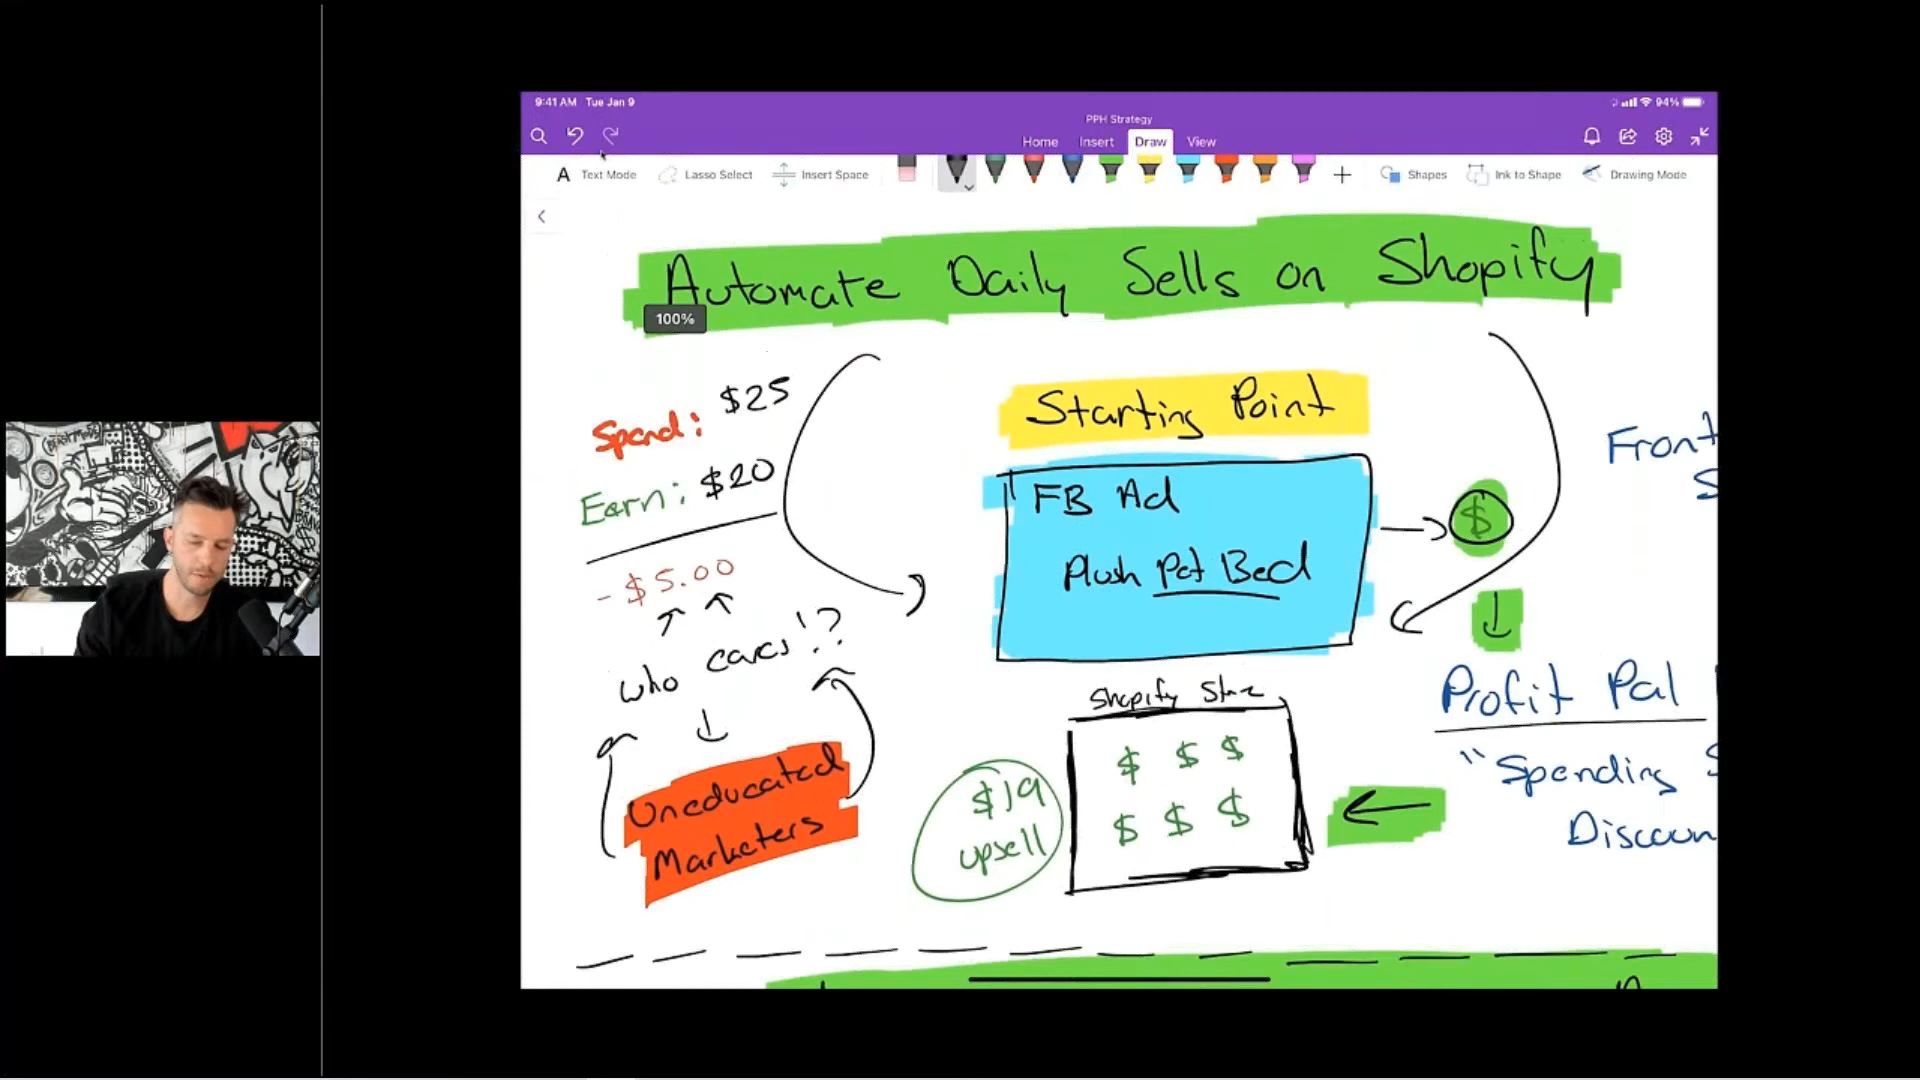 9:41 AM Tue Jan 9
94%
PPH Strategy
Home Insert Draw View
Text Mode Lasso Select Insert Space Shapes Ink to Shape Drawing Mode
Automate Daily Sells on Shopify
100%
Spend: $25
Earn: $20
- $5.00
who cares!?
Uneducated
Marketers
Starting Point
FB Ad
Plush Pet Bed
$
Shopify Store
$ $ $
$ $ $
$19
upsell
Front
S
Profit Pal
"Spending $
Discoun